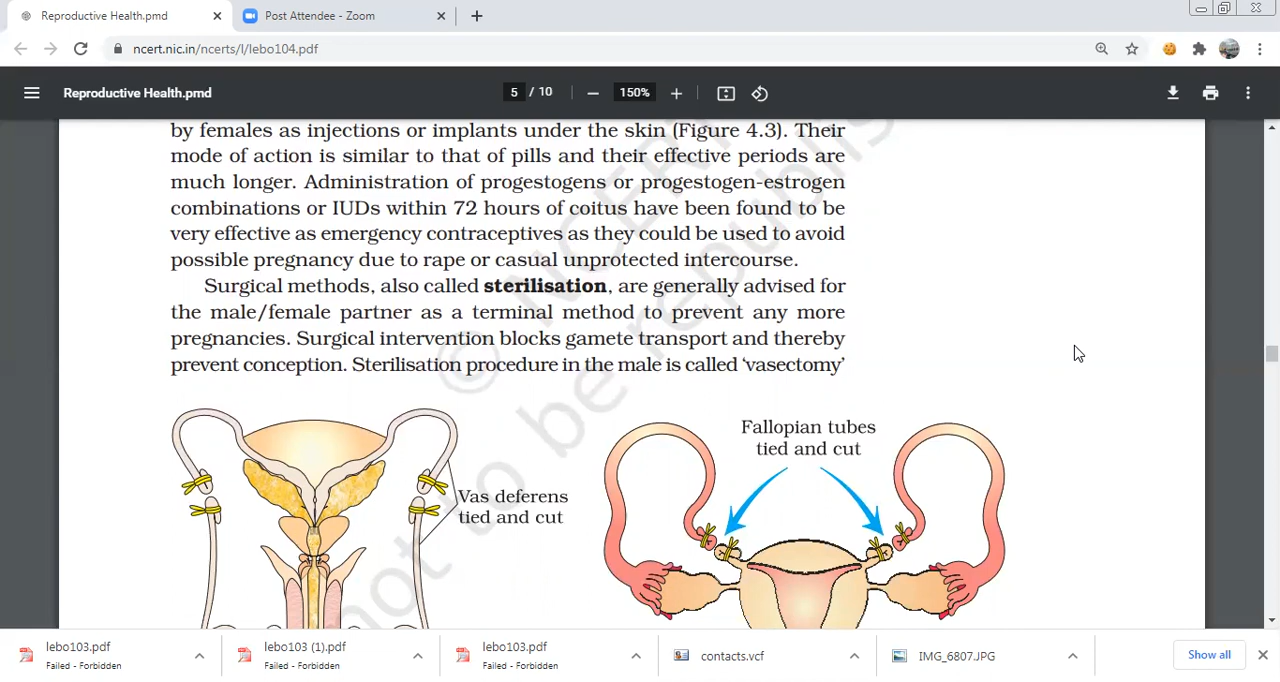 Reproductive Health.pmd
Post Attendee - Zoom
ncert.nic.in/ncerts/l/lebo104.pdf
Reproductive Health.pmd
5 / 10
150%
by females as injections or implants under the skin (Figure 4.3). Their
mode of action is similar to that of pills and their effective periods are
much longer. Administration of progestogens or progestogen-estrogen
combinations or IUDs within 72 hours of coitus have been found to be
very effective as emergency contraceptives as they could be used to avoid
possible pregnancy due to rape or casual unprotected intercourse.
Surgical methods, also called sterilisation, are generally advised for
the male/female partner as a terminal method to prevent any more
pregnancies. Surgical intervention blocks gamete transport and thereby
prevent conception. Sterilisation procedure in the male is called ‘vasectomy’
© NCERT
not to be republish
Fallopian tubes
tied and cut
Vas deferens
tied and cut
lebo103.pdf
Failed - Forbidden
lebo103 (1).pdf
Failed - Forbidden
lebo103.pdf
Failed - Forbidden
contacts.vcf
IMG_6807.JPG
Show all